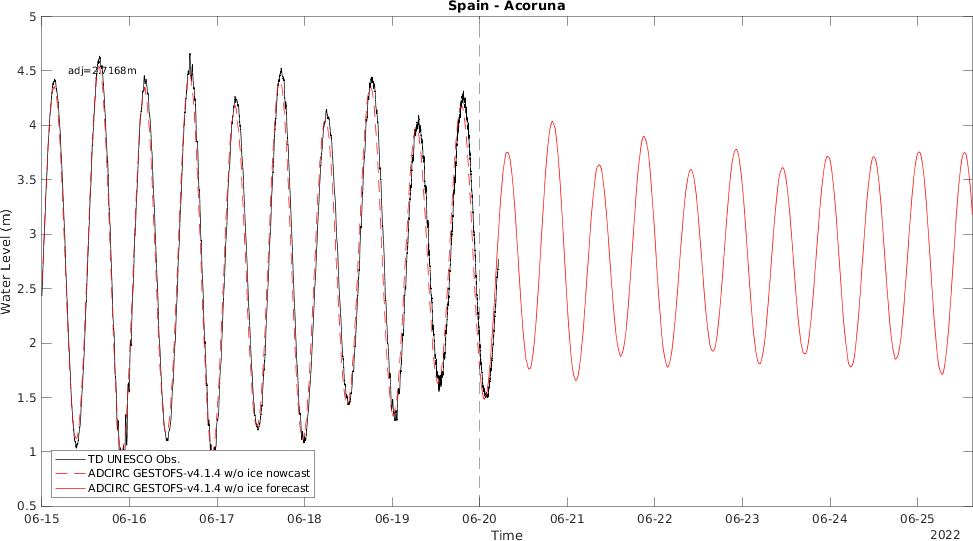 Spain - Acoruna
5
4.5
4
3.5
3
2.5
2
1.5
1
0.5
Water Level (m)
adj=2.7168m
TD UNESCO Obs.
ADCIRC GESTOFS-v4.1.4 w/o ice nowcast
ADCIRC GESTOFS-v4.1.4 w/o ice forecast
06-15 06-16 06-17 06-18 06-19 06-20 06-21 06-22 06-23 06-24 06-25
Time
2022